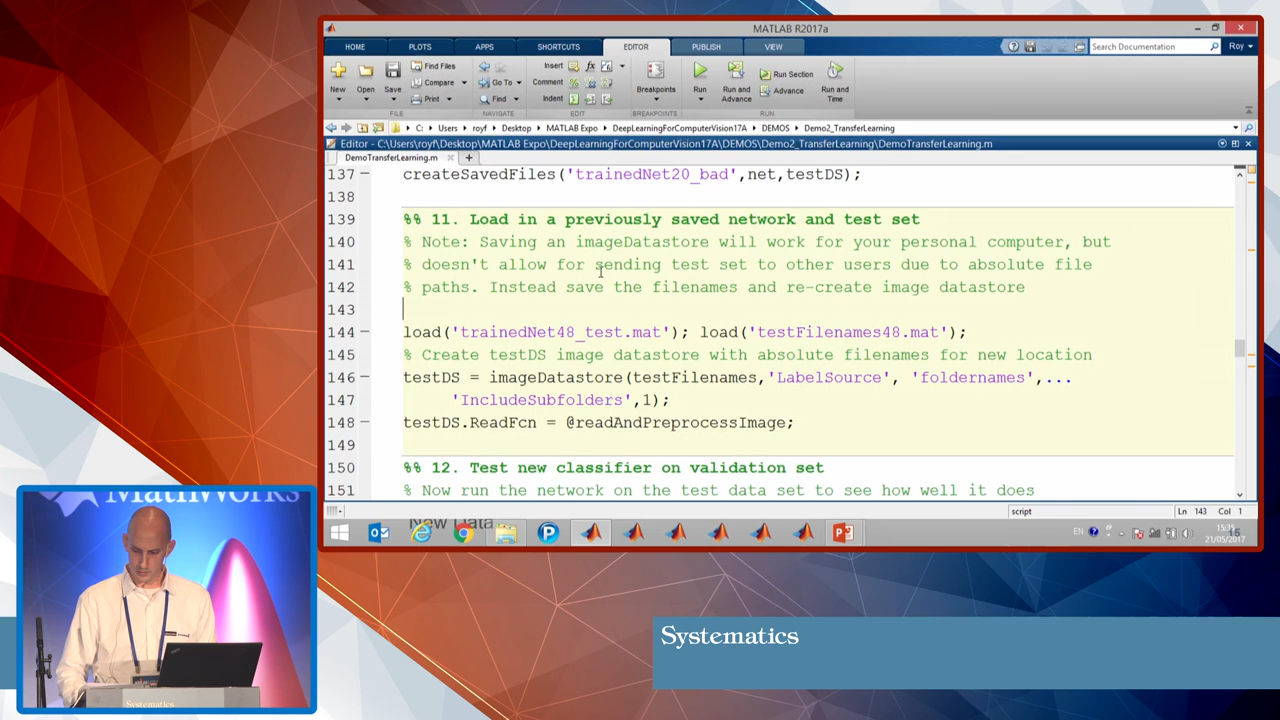 MATLAB R2017a
HOME PLOTS APPS SHORTCUTS EDITOR PUBLISH VIEW Search Documentation Roy
New Open Save Find Files Compare Print Go To Find Insert Comment Indent fx Breakpoints Run Run and Advance Run Section Advance Run and Time
FILE NAVIGATE EDIT BREAKPOINTS RUN
C: Users royf Desktop MATLAB Expo DeepLearningForComputerVision17A DEMOS Demo2_TransferLearning
Editor - C:\Users\royf\Desktop\MATLAB Expo\DeepLearningForComputerVision17A\DEMOS\Demo2_TransferLearning\DemoTransferLearning.m
DemoTransferLearning.m
137 createSavedFiles('trainedNet20_bad',net,testDS);
138
139 %% 11. Load in a previously saved network and test set
140 % Note: Saving an imageDatastore will work for your personal computer, but
141 % doesn't allow for sending test set to other users due to absolute file
142 % paths. Instead save the filenames and re-create image datastore
143
144 load('trainedNet48_test.mat'); load('testFilenames48.mat');
145 % Create testDS image datastore with absolute filenames for new location
146 testDS = imageDatastore(testFilenames,'LabelSource', 'foldernames',...
147 'IncludeSubfolders',1);
148 testDS.ReadFcn = @readAndPreprocessImage;
149
150 %% 12. Test new classifier on validation set
151 % Now run the network on the test data set to see how well it does
script Ln 143 Col 1
New Data
EN 21/05/2017
MathWorks
Systematics
Systematics